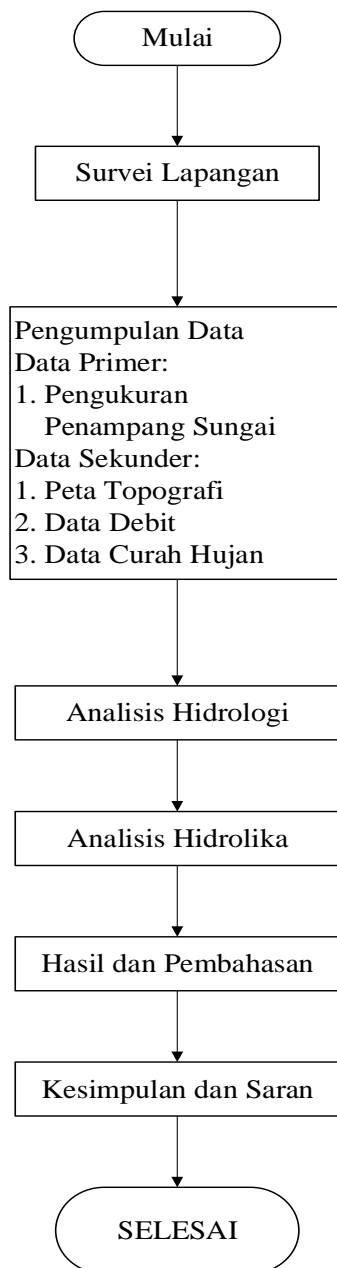 Mulai
Survei Lapangan
Pengumpulan Data
Data Primer:
1. Pengukuran
Penampang Sungai
Data Sekunder:
1. Peta Topografi
2. Data Debit
3. Data Curah Hujan
Analisis Hidrologi
Analisis Hidrolika
Hasil dan Pembahasan
Kesimpulan dan Saran
SELESAI